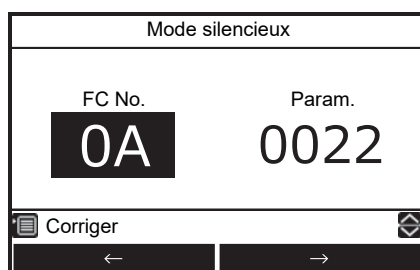 Mode silencieux
FC No. Param.
0A 0022
Corriger
← →